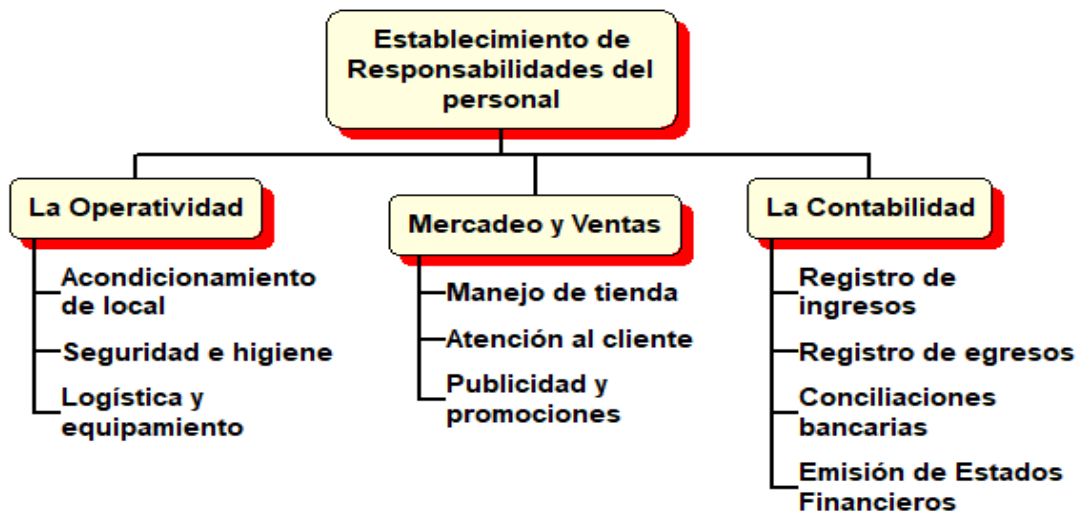 Establecimiento de
Responsabilidades del
personal
La Operatividad
Acondicionamiento
de local
Seguridad e higiene
Logística y
equipamiento
Mercadeo y Ventas
Manejo de tienda
Atención al cliente
Publicidad y
promociones
La Contabilidad
Registro de
ingresos
Registro de egresos
Conciliaciones
bancarias
Emisión de Estados
Financieros